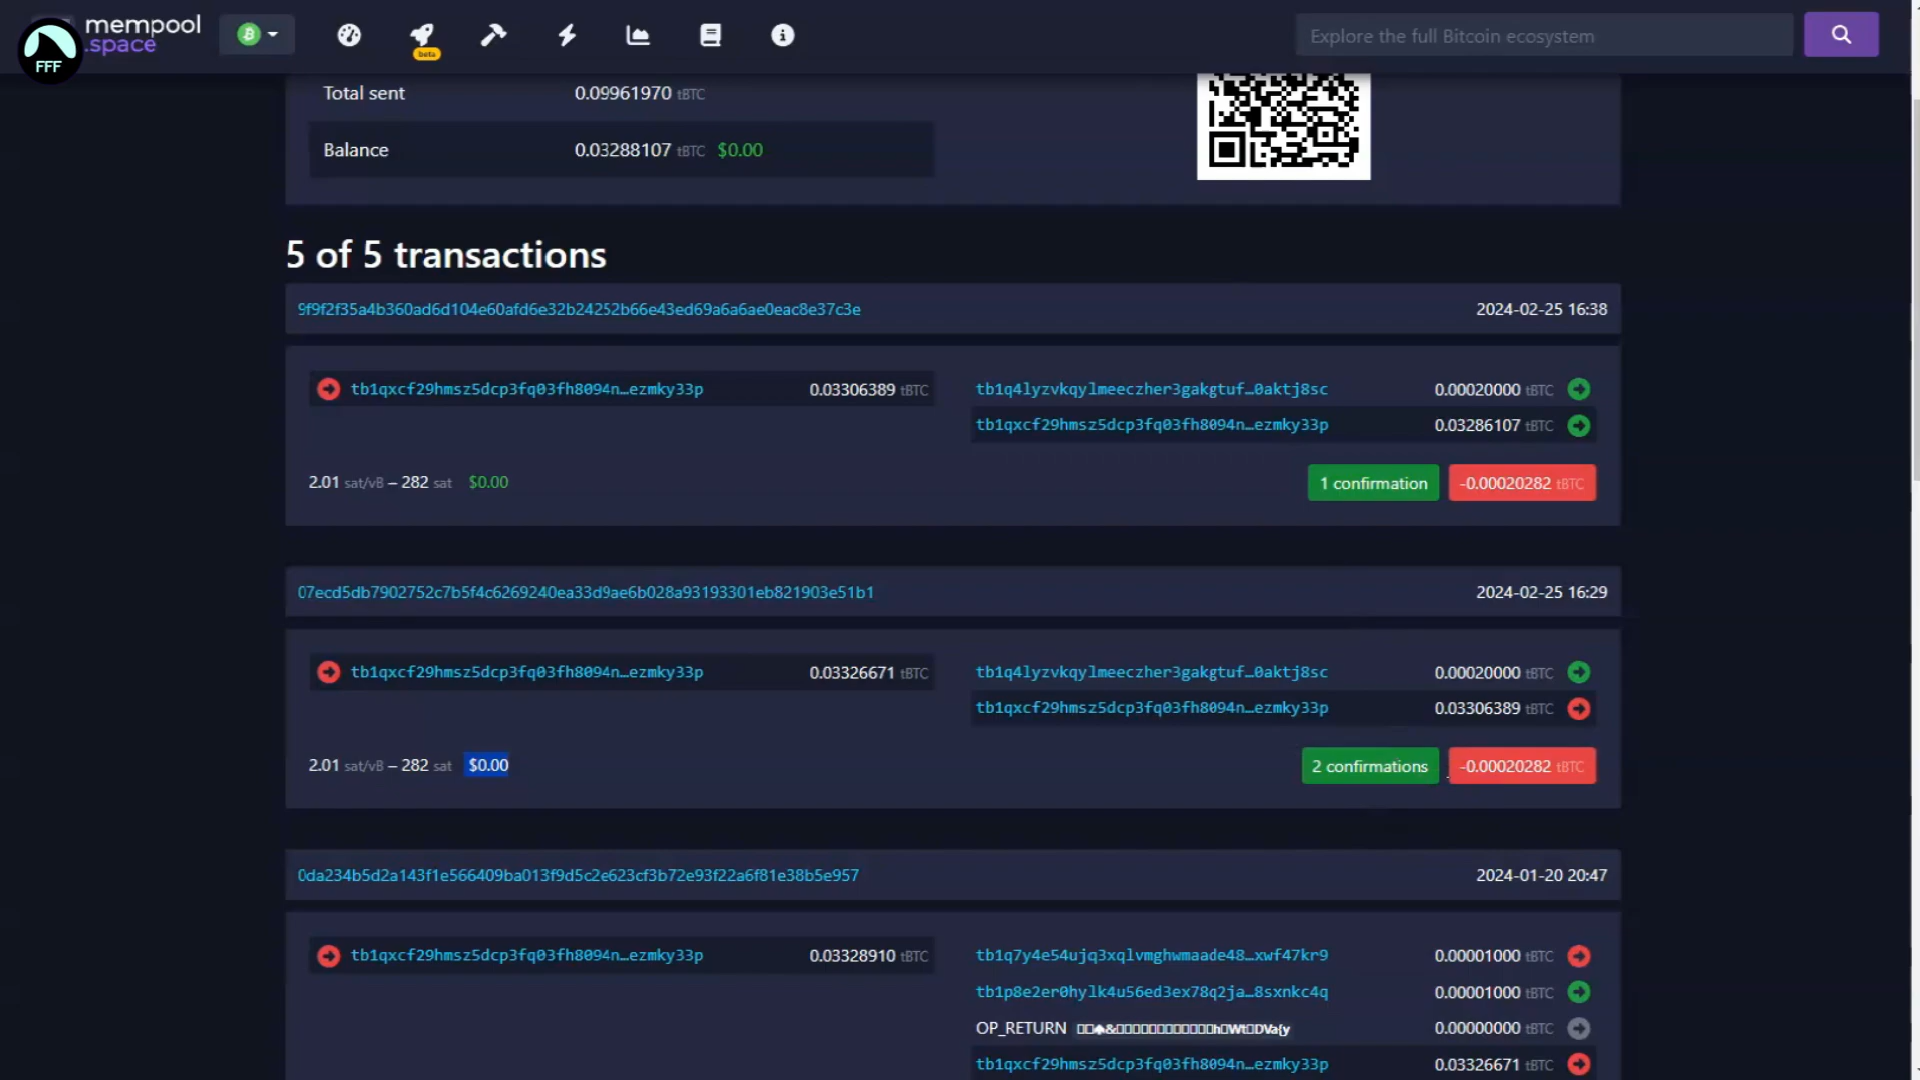 mempool
.space
FFF
beta
Explore the full Bitcoin ecosystem
Total sent 0.09961970 tBTC
Balance 0.03288107 tBTC $0.00
5 of 5 transactions
9f9f2f35a4b360ad6d104e60afd6e32b24252b66e43ed69a6a6ae0eac8e37c3e 2024-02-25 16:38
tb1qxcf29hmsz5dcp3fq03fh8094n…ezmky33p 0.03306389 tBTC tb1q4lyzvkqylmeeczher3gakgtuf…0aktj8sc 0.00020000 tBTC
tb1qxcf29hmsz5dcp3fq03fh8094n…ezmky33p 0.03286107 tBTC
2.01 sat/vB – 282 sat $0.00 1 confirmation -0.00020282 tBTC
07ecd5db7902752c7b5f4c6269240ea33d9ae6b028a93193301eb821903e51b1 2024-02-25 16:29
tb1qxcf29hmsz5dcp3fq03fh8094n…ezmky33p 0.03326671 tBTC tb1q4lyzvkqylmeeczher3gakgtuf…0aktj8sc 0.00020000 tBTC
tb1qxcf29hmsz5dcp3fq03fh8094n…ezmky33p 0.03306389 tBTC
2.01 sat/vB – 282 sat $0.00 2 confirmations -0.00020282 tBTC
0da234b5d2a143f1e566409ba013f9d5c2e623cf3b72e93f22a6f81e38b5e957 2024-01-20 20:47
tb1qxcf29hmsz5dcp3fq03fh8094n…ezmky33p 0.03328910 tBTC tb1q7y4e54ujq3xqlvmghwmaade48…xwf47kr9 0.00001000 tBTC
tb1p8e2er0hylk4u56ed3ex78q2ja…8sxnkc4q 0.00001000 tBTC
OP_RETURN 0.00000000 tBTC
tb1qxcf29hmsz5dcp3fq03fh8094n…ezmky33p 0.03326671 tBTC